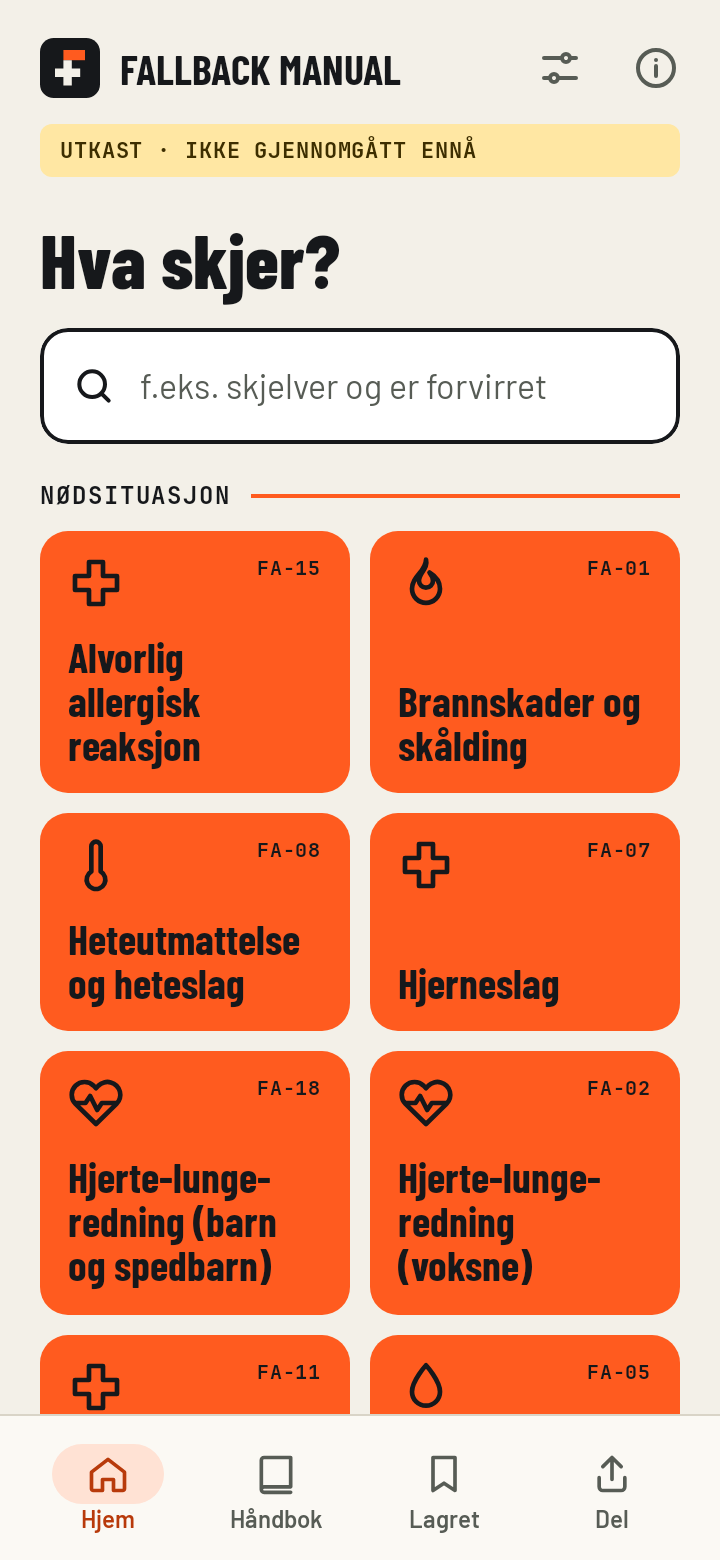 FALLBACK MANUAL
UTKAST · IKKE GJENNOMGÅTT ENNÅ
Hva skjer?
f.eks. skjelver og er forvirret
NØDSITUASJON
FA-15
Alvorlig
allergisk
reaksjon
FA-01
Brannskader og
skålding
FA-08
Heteutmattelse
og heteslag
FA-07
Hjerneslag
FA-18
Hjerte-lunge-
redning (barn
og spedbarn)
FA-02
Hjerte-lunge-
redning
(voksne)
FA-11
FA-05
Hjem
Håndbok
Lagret
Del